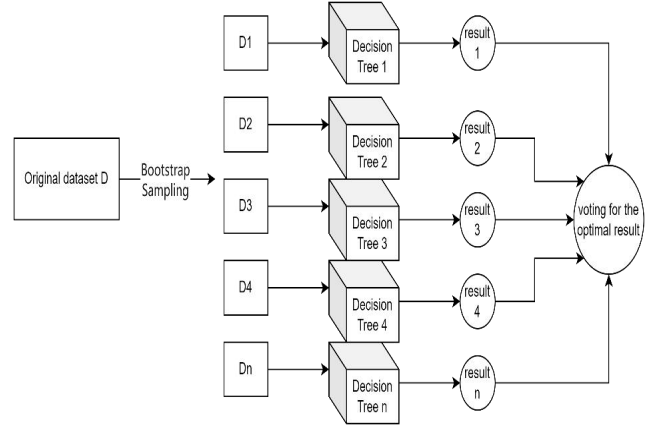 Original dataset D
Bootstrap
Sampling
D1
Decision
Tree 1
result
1
D2
Decision
Tree 2
result
2
D3
Decision
Tree 3
result
3
D4
Decision
Tree 4
result
4
Dn
Decision
Tree n
result
n
voting for the
optimal result